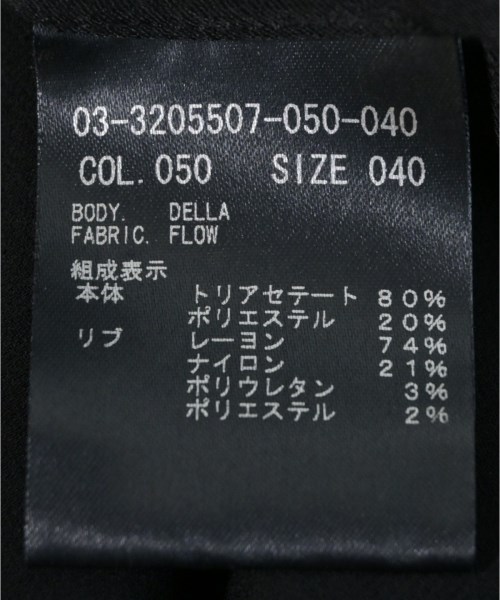 03-3205507-050-040
COL.050 SIZE 040
BODY. DELLA
FABRIC. FLOW
組成表示
本体 トリアセテート 80%
ポリエステル 20%
リブ レーヨン 74%
ナイロン 21%
ポリウレタン 3%
ポリエステル 2%